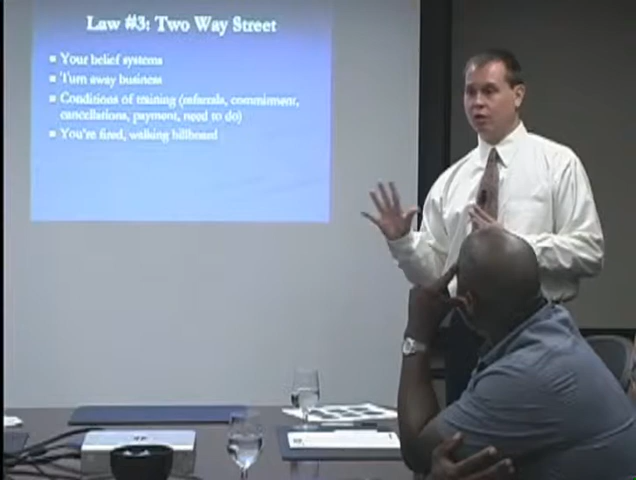 Law #3: Two Way Street
Your belief systems
Turn away business
Conditions of training (referrals, commitment,
cancellations, payment, need to do)
You're fired, walking billboard